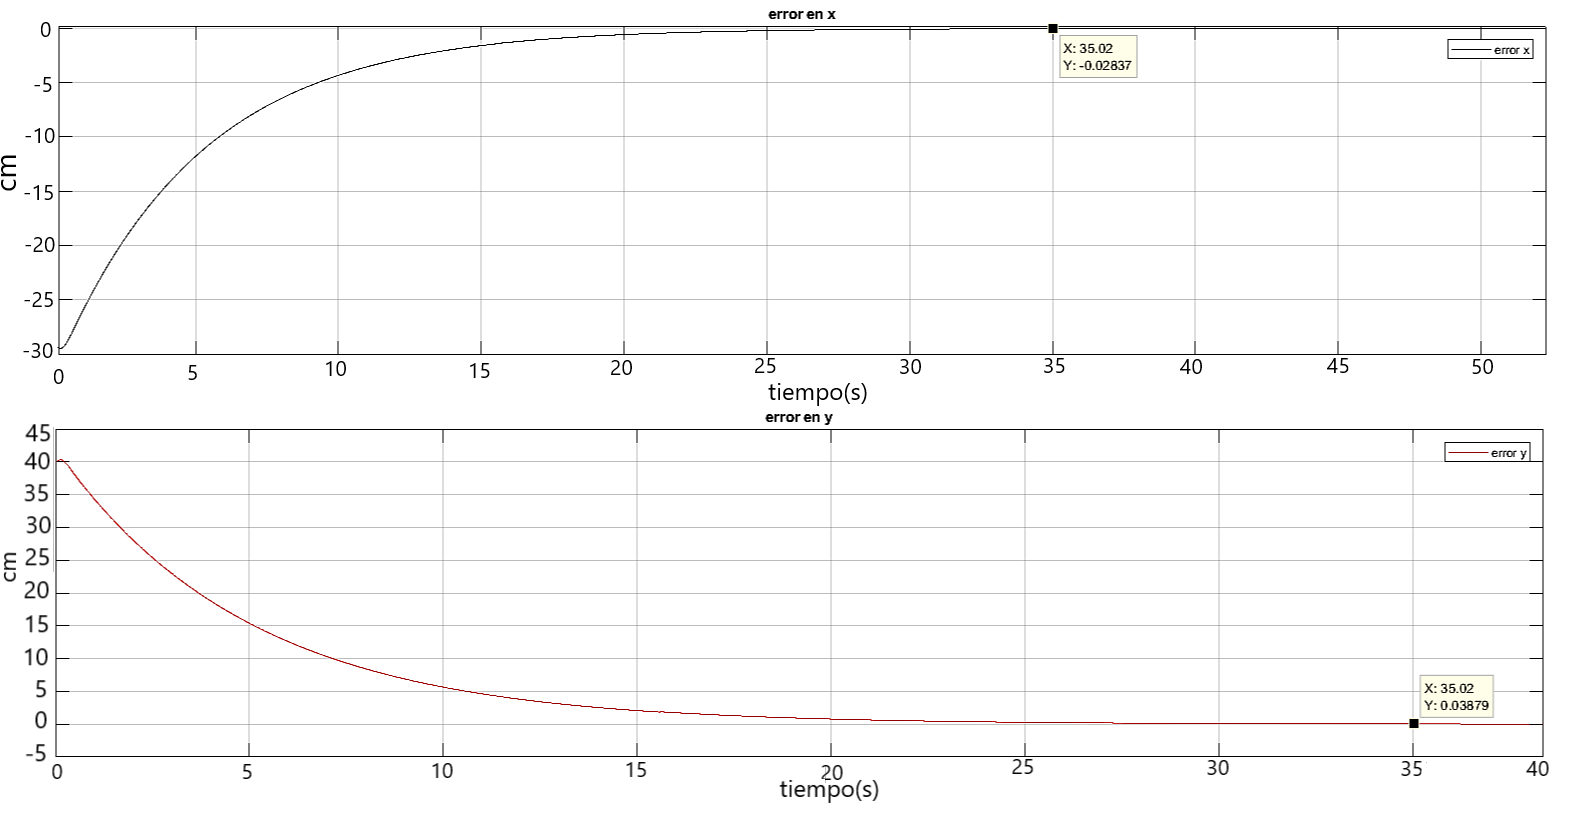 error en x
0
-5
-10
-15
-20
-25
-30
cm
error x
X: 35.02
Y: -0.02837
0 5 10 15 20 25 30 35 40 45 50
tiempo(s)
error en y
45
40
35
30
25
20
15
10
5
0
-5
cm
error y
X: 35.02
Y: 0.03879
0 5 10 15 20 25 30 35 40
tiempo(s)